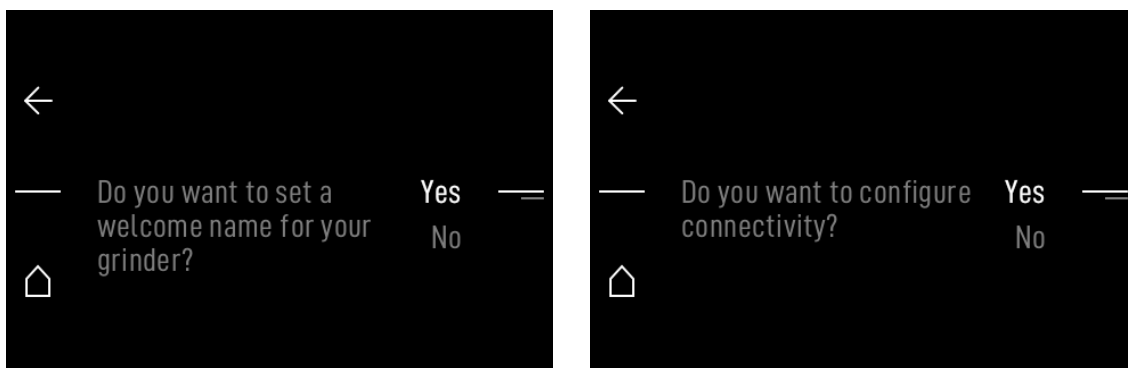 Do you want to set a
welcome name for your
grinder?
Yes
No
Do you want to configure
connectivity?
Yes
No